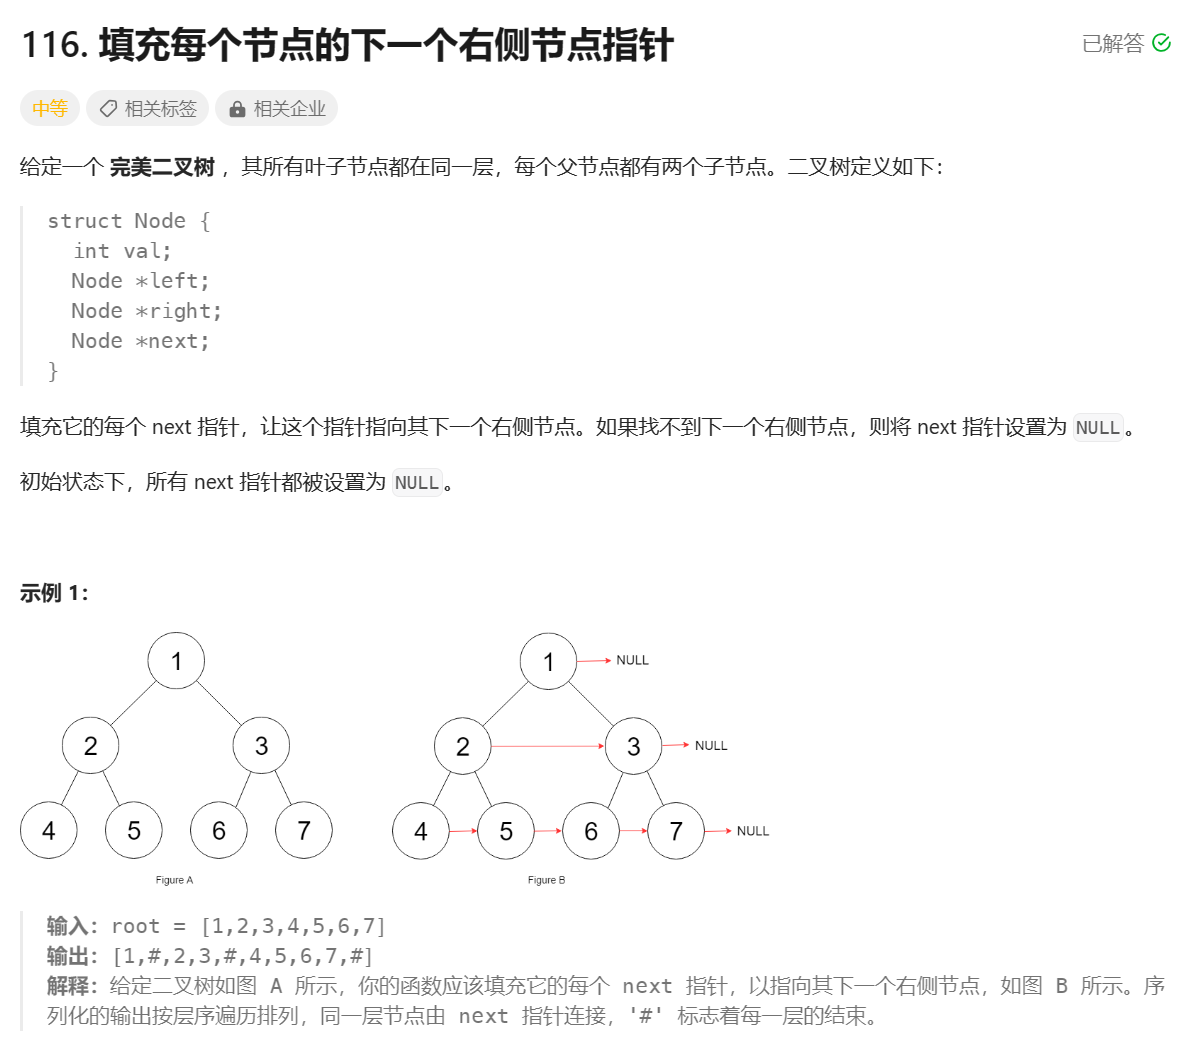 116. 填充每个节点的下一个右侧节点指针
已解答
中等
相关标签
相关企业
给定一个 完美二叉树 ，其所有叶子节点都在同一层，每个父节点都有两个子节点。二叉树定义如下：
struct Node {
  int val;
  Node *left;
  Node *right;
  Node *next;
}
填充它的每个 next 指针，让这个指针指向其下一个右侧节点。如果找不到下一个右侧节点，则将 next 指针设置为 NULL 。
初始状态下，所有 next 指针都被设置为 NULL 。
示例 1：
1
1
NULL
2
3
2
3
NULL
4
5
6
7
4
5
6
7
NULL
Figure A
Figure B
输入：root = [1,2,3,4,5,6,7]
输出：[1,#,2,3,#,4,5,6,7,#]
解释：给定二叉树如图 A 所示，你的函数应该填充它的每个 next 指针，以指向其下一个右侧节点，如图 B 所示。序
列化的输出按层序遍历排列，同一层节点由 next 指针连接，'#' 标志着每一层的结束。